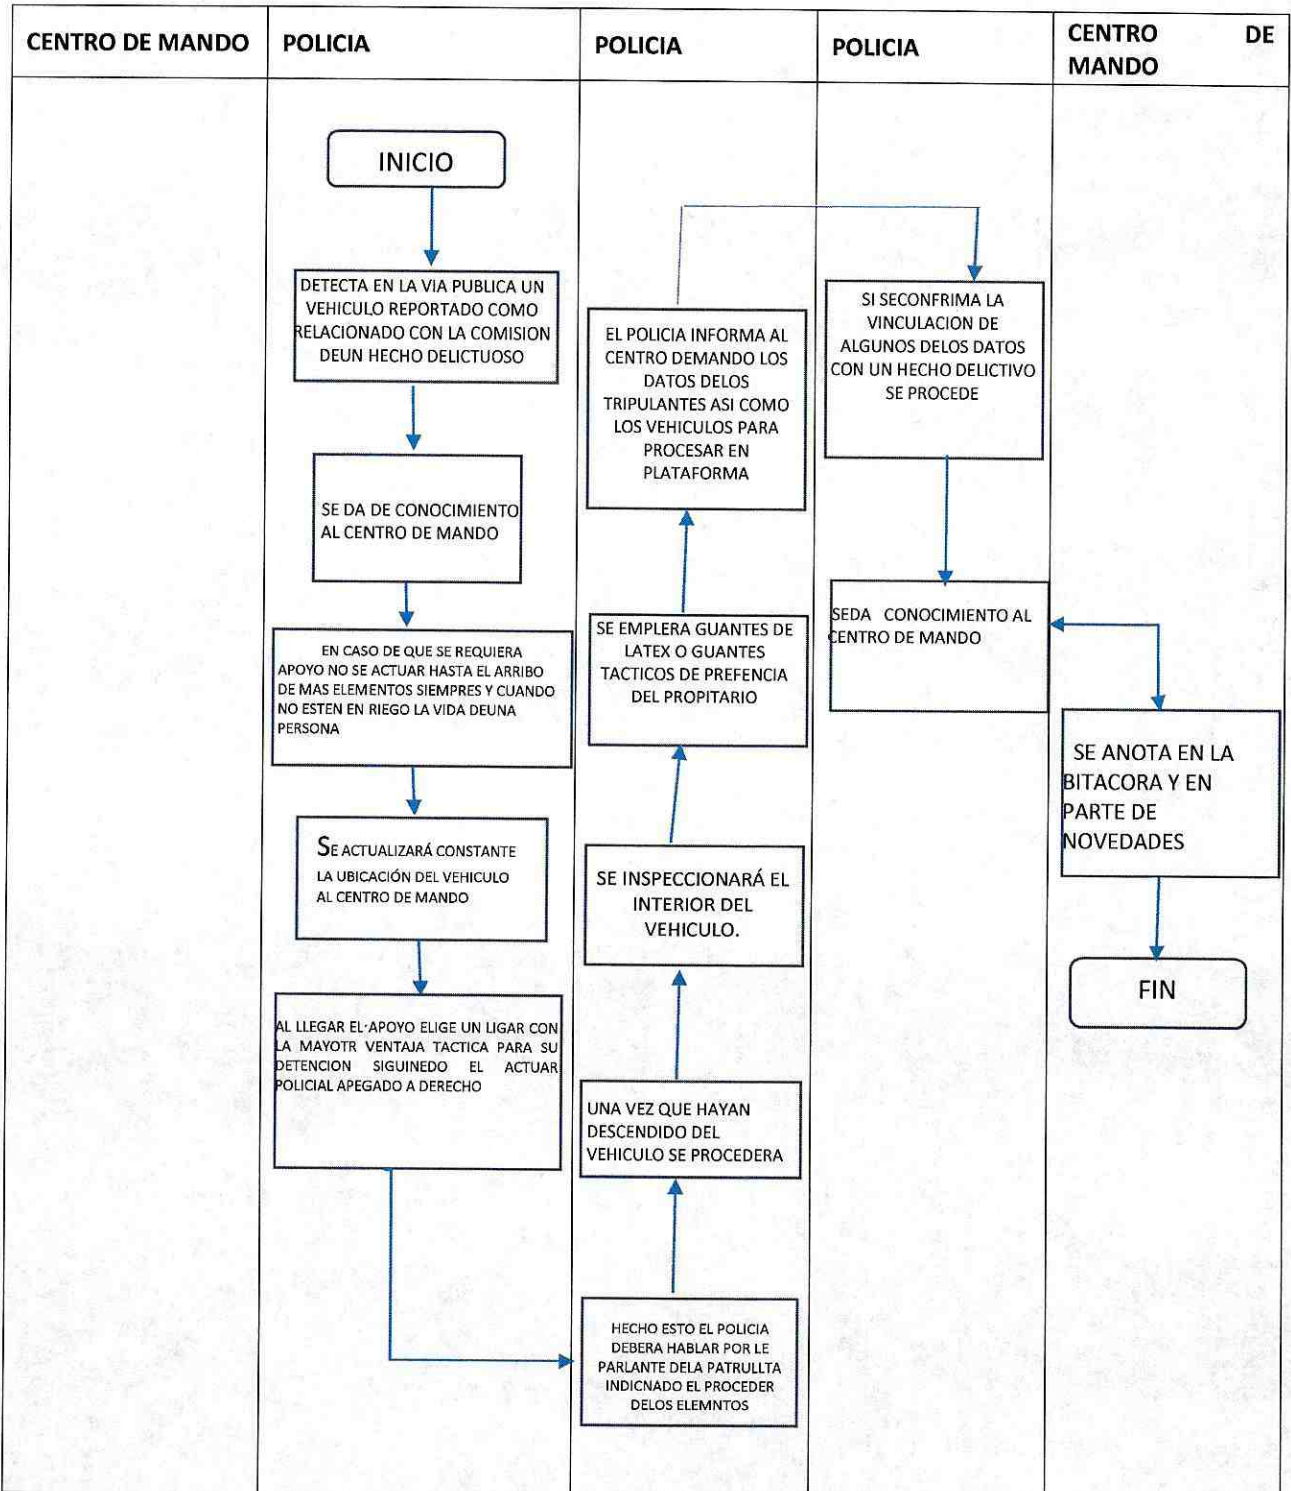 CENTRO DE MANDO
POLICIA
POLICIA
POLICIA
CENTRO DE
MANDO
INICIO
DETECTA EN LA VIA PUBLICA UN
VEHICULO REPORTADO COMO
RELACIONADO CON LA COMISION
DEUN HECHO DELICTUOSO
SE DA DE CONOCIMIENTO
AL CENTRO DE MANDO
EN CASO DE QUE SE REQUIERA
APOYO NO SE ACTUAR HASTA EL ARRIBO
DE MAS ELEMENTOS SIEMPRES Y CUANDO
NO ESTEN EN RIEGO LA VIDA DEUNA
PERSONA
SE ACTUALIZARÁ CONSTANTE
LA UBICACIÓN DEL VEHICULO
AL CENTRO DE MANDO
AL LLEGAR EL APOYO ELIGE UN LIGAR CON
LA MAYOTR VENTAJA TACTICA PARA SU
DETENCION SIGUINEDO EL ACTUAR
POLICIAL APEGADO A DERECHO
HECHO ESTO EL POLICIA
DEBERA HABLAR POR LE
PARLANTE DELA PATRULLTA
INDICNADO EL PROCEDER
DELOS ELEMNTOS
UNA VEZ QUE HAYAN
DESCENDIDO DEL
VEHICULO SE PROCEDERA
SE INSPECCIONARÁ EL
INTERIOR DEL
VEHICULO.
SE EMPLERA GUANTES DE
LATEX O GUANTES
TACTICOS DE PREFENCIA
DEL PROPITARIO
EL POLICIA INFORMA AL
CENTRO DEMANDO LOS
DATOS DELOS
TRIPULANTES ASI COMO
LOS VEHICULOS PARA
PROCESAR EN
PLATAFORMA
SI SECONFRIMA LA
VINCULACION DE
ALGUNOS DELOS DATOS
CON UN HECHO DELICTIVO
SE PROCEDE
SEDA CONOCIMIENTO AL
CENTRO DE MANDO
SE ANOTA EN LA
BITACORA Y EN
PARTE DE
NOVEDADES
FIN